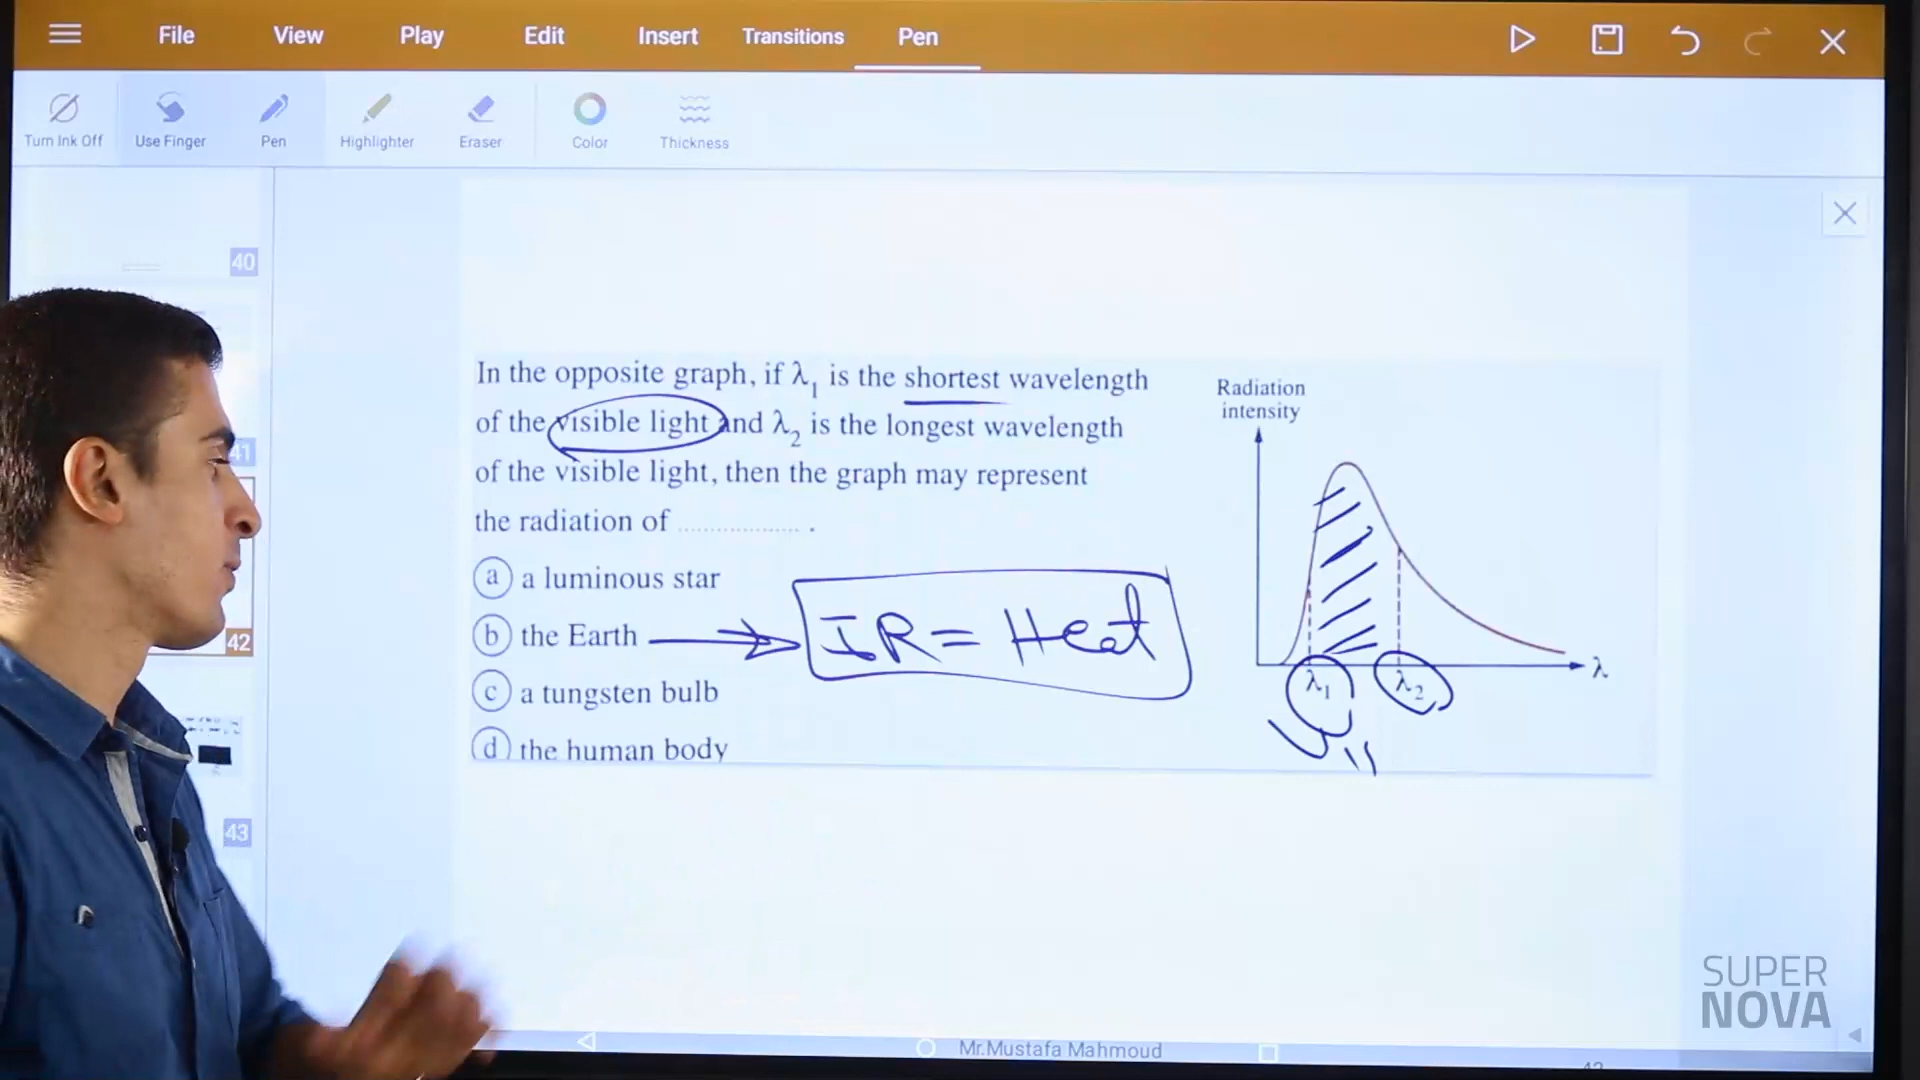 File View Play Edit Insert Transitions Pen
Turn Ink Off Use Finger Pen Highlighter Eraser Color Thickness
40
41
42
43
In the opposite graph, if λ₁ is the shortest wavelength
of the visible light and λ₂ is the longest wavelength
of the visible light, then the graph may represent
the radiation of .................. .
a a luminous star
b the Earth
c a tungsten bulb
d the human body
IR = Heat
Radiation
intensity
λ₁ λ₂ λ
SUPER
NOVA
Mr.Mustafa Mahmoud